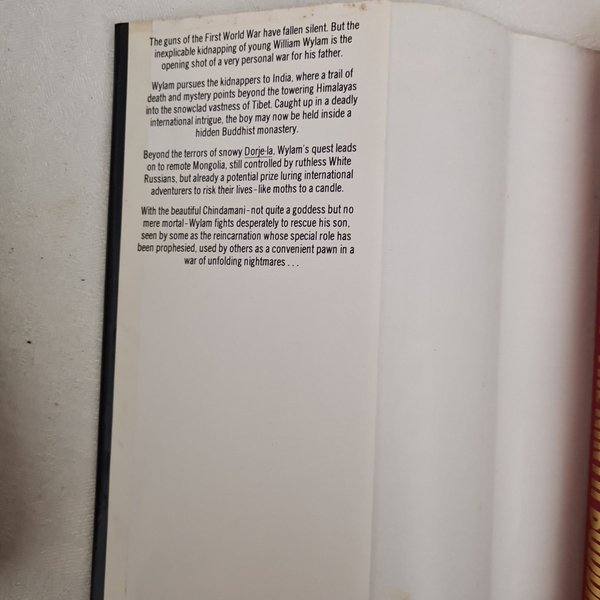 The guns of the First World War have fallen silent. But the
inexplicable kidnapping of young William Wylam is the
opening shot of a very personal war for his father.
Wylam pursues the kidnappers to India, where a trail of
death and mystery points beyond the towering Himalayas
into the snowclad vastness of Tibet. Caught up in a deadly
international intrigue, the boy may now be held inside a
hidden Buddhist monastery.
Beyond the terrors of snowy Dorje-la, Wylam's quest leads
on to remote Mongolia, still controlled by ruthless White
Russians, but already a potential prize luring international
adventurers to risk their lives - like moths to a candle.
With the beautiful Chindamani - not quite a goddess but no
mere mortal - Wylam fights desperately to rescue his son,
seen by some as the reincarnation whose special role has
been prophesied, used by others as a convenient pawn in a
war of unfolding nightmares . . .